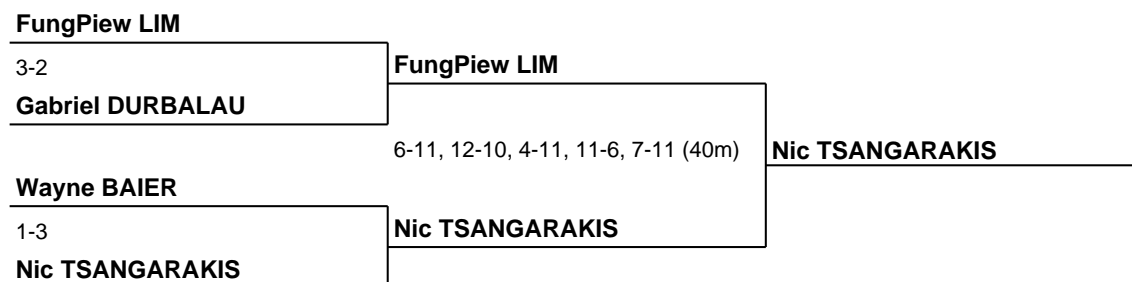 FungPiew LIM
3-2
Gabriel DURBALAU
FungPiew LIM
6-11, 12-10, 4-11, 11-6, 7-11 (40m)
Nic TSANGARAKIS
Wayne BAIER
1-3
Nic TSANGARAKIS
Nic TSANGARAKIS